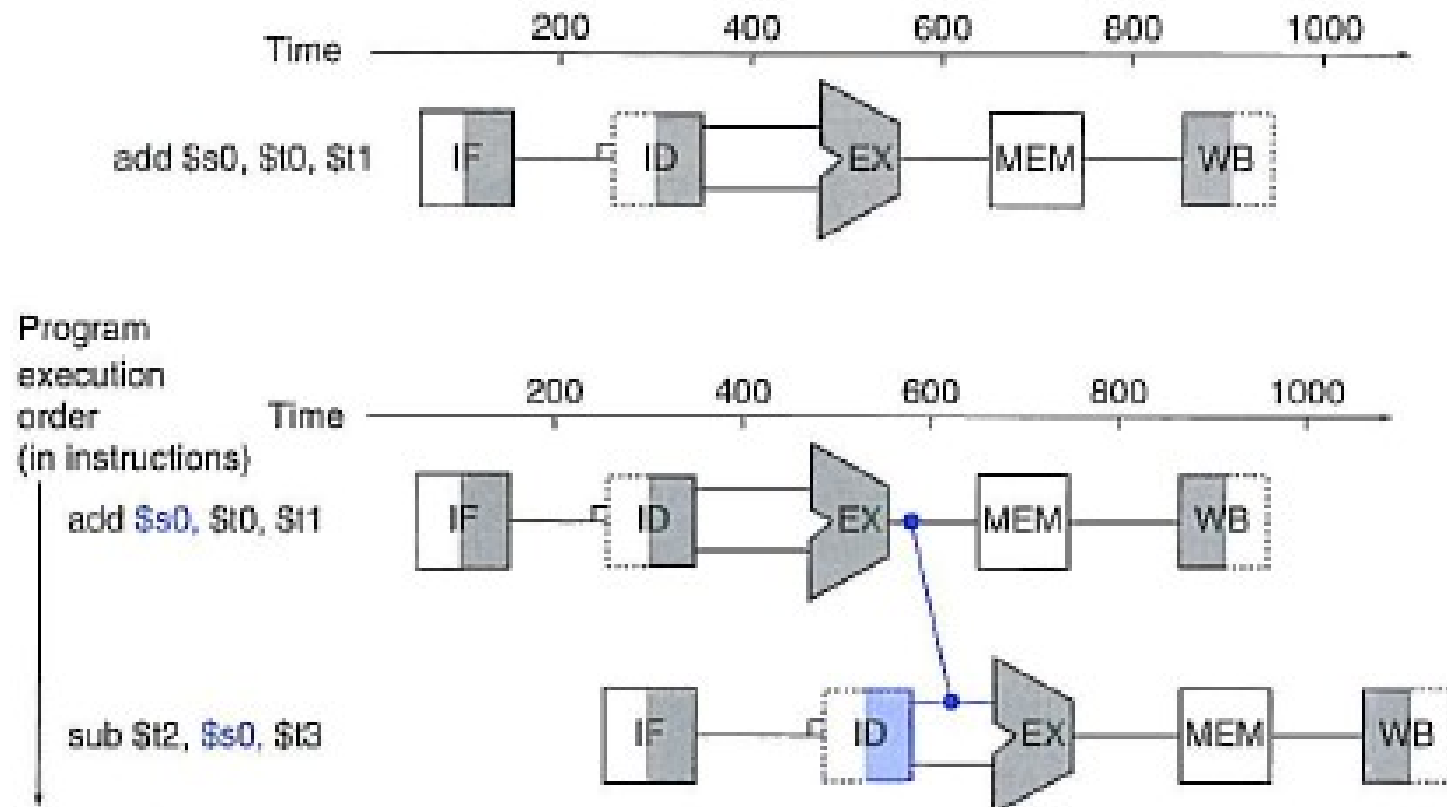 Time 200 400 600 800 1000
add $s0, $t0, $t1 IF ID EX MEM WB
Program
execution
order
(in instructions)
Time 200 400 600 800 1000
add $s0, $t0, $t1 IF ID EX MEM WB
sub $t2, $s0, $t3 IF ID EX MEM WB